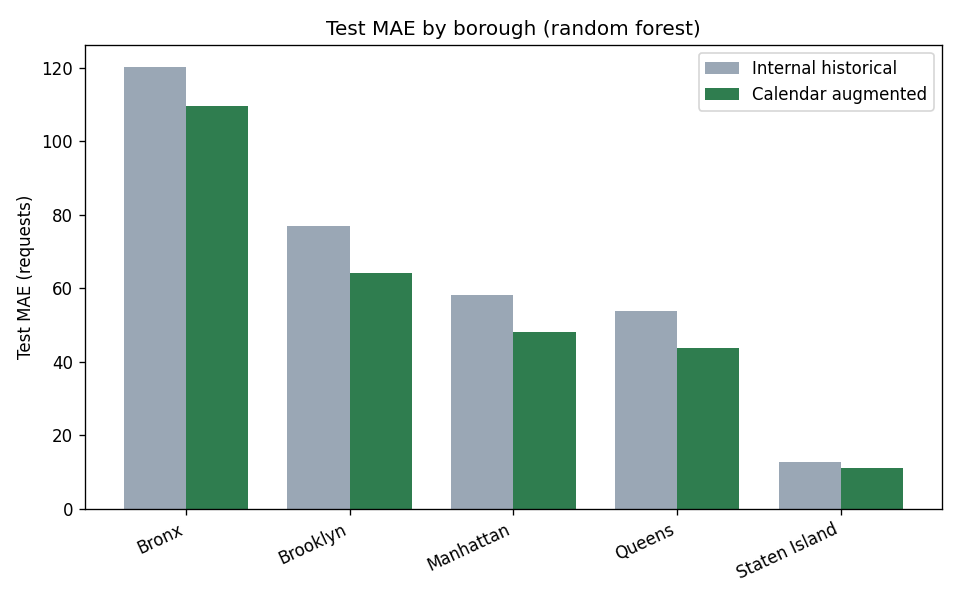 Test MAE by borough (random forest)
Internal historical
Calendar augmented
Test MAE (requests)
120
100
80
60
40
20
0
Bronx
Brooklyn
Manhattan
Queens
Staten Island